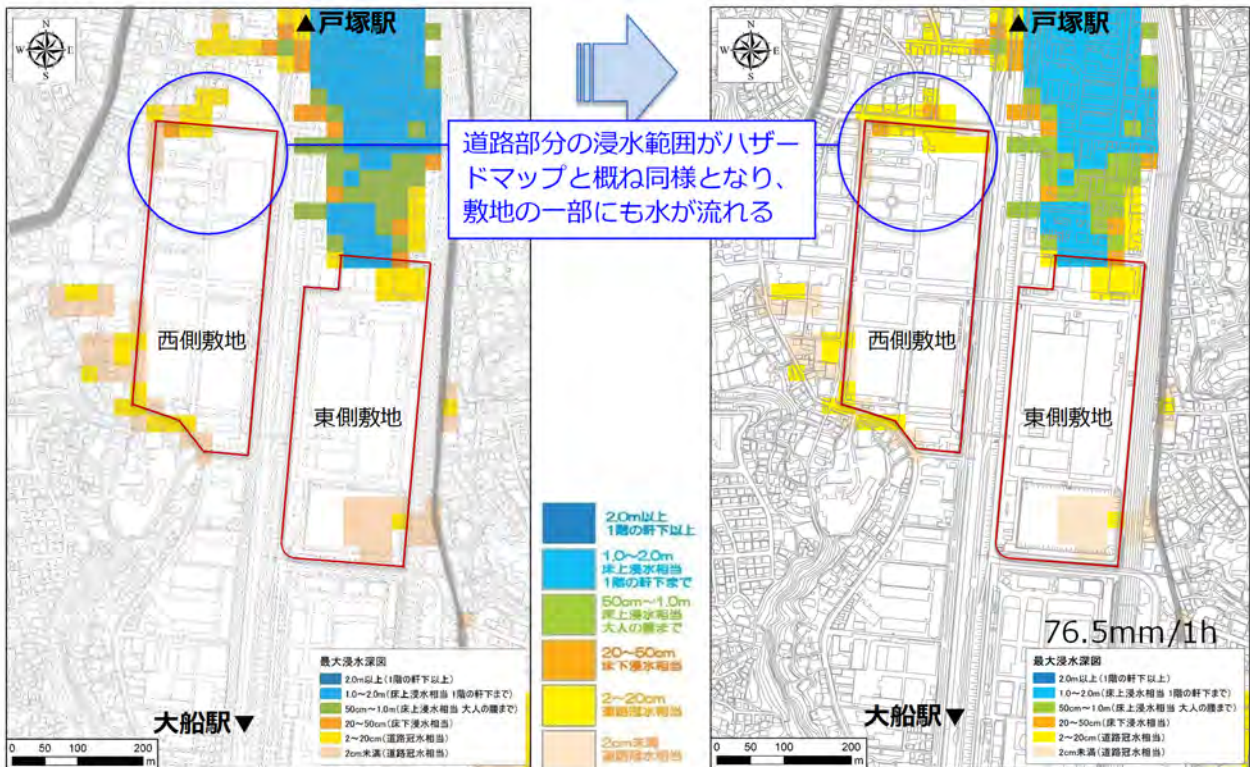 ▲戸塚駅
N
W
E
S
西側敷地
東側敷地
大船駅▼
最大浸水深図
2.0m以上(1階の軒下以上)
1.0～2.0m(床上浸水相当 1階の軒下まで)
50cm～1.0m(床上浸水相当 大人の腰まで)
20～50cm(床下浸水相当)
2～20cm(道路冠水相当)
2cm未満(道路冠水相当)
0 50 100 200
m
道路部分の浸水範囲がハザー
ドマップと概ね同様となり、
敷地の一部にも水が流れる
2.0m以上
1階の軒下以上
1.0～2.0m
床上浸水相当
1階の軒下まで
50cm～1.0m
床上浸水相当
大人の腰まで
20～50cm
床下浸水相当
2～20cm
道路冠水相当
2cm未満
道路冠水相当
▲戸塚駅
N
W
E
S
西側敷地
東側敷地
76.5mm/1h
大船駅▼
最大浸水深図
2.0m以上(1階の軒下以上)
1.0～2.0m(床上浸水相当 1階の軒下まで)
50cm～1.0m(床上浸水相当 大人の腰まで)
20～50cm(床下浸水相当)
2～20cm(道路冠水相当)
2cm未満(道路冠水相当)
0 50 100 200
m